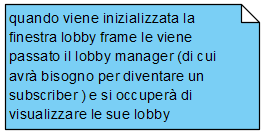 quando viene inizializzata la
finestra lobby frame le viene
passato il lobby manager (di cui
avrà bisogno per diventare un
subscriber ) e si occuperà di
visualizzare le sue lobby